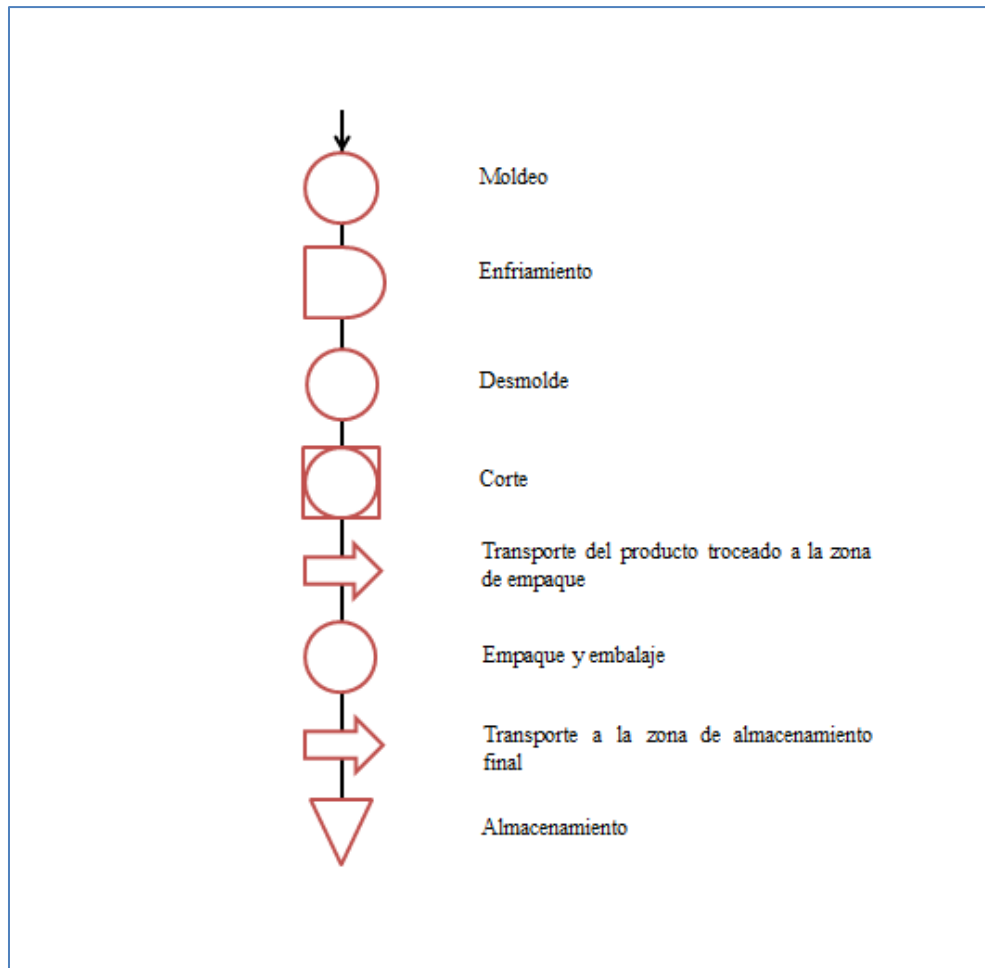 Moldeo
Enfriamiento
Desmolde
Corte
Transporte del producto troceado a la zona
de empaque
Empaque y embalaje
Transporte a la zona de almacenamiento
final
Almacenamiento